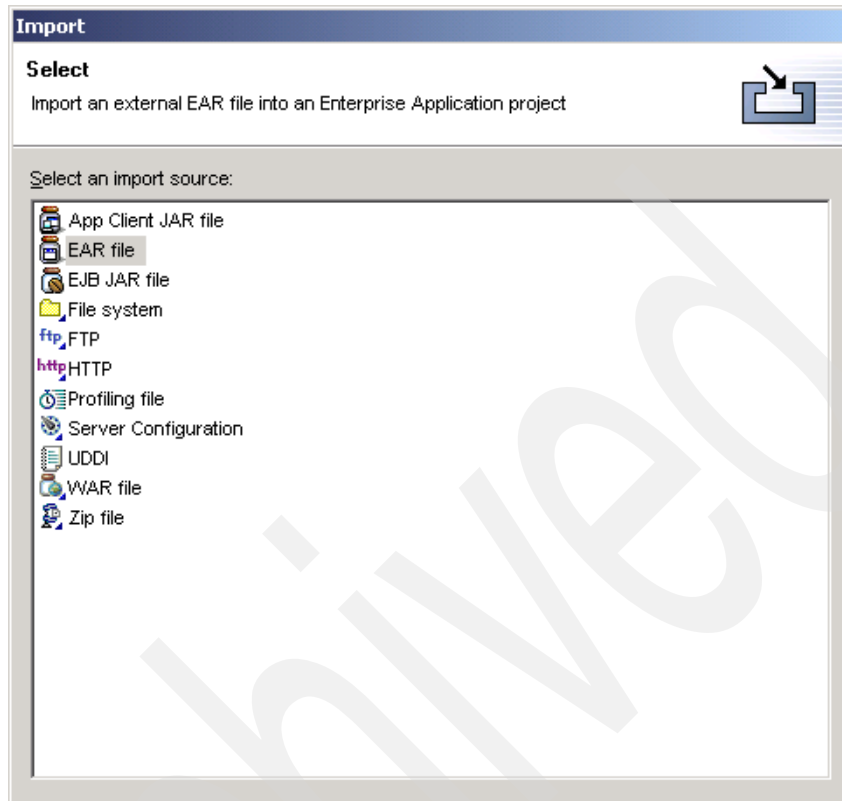 Import
Select
Import an external EAR file into an Enterprise Application project
Select an import source:
App Client JAR file
EAR file
EJB JAR file
File system
ftp FTP
http HTTP
Profiling file
Server Configuration
UDDI
WAR file
Zip file
hived